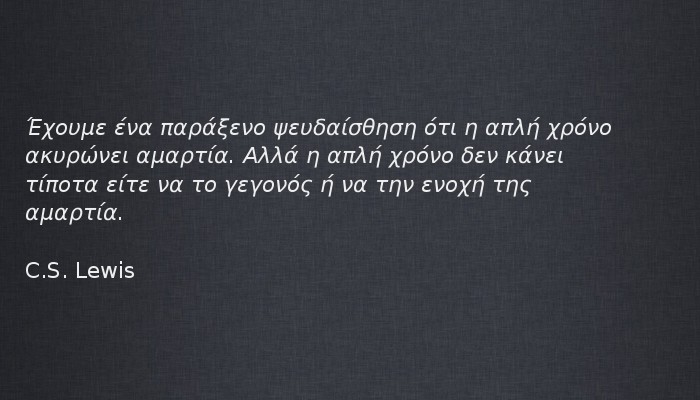 Έχουμε ένα παράξενο ψευδαίσθηση ότι η απλή χρόνο
ακυρώνει αμαρτία. Αλλά η απλή χρόνο δεν κάνει
τίποτα είτε να το γεγονός ή να την ενοχή της
αμαρτία.
C.S. Lewis